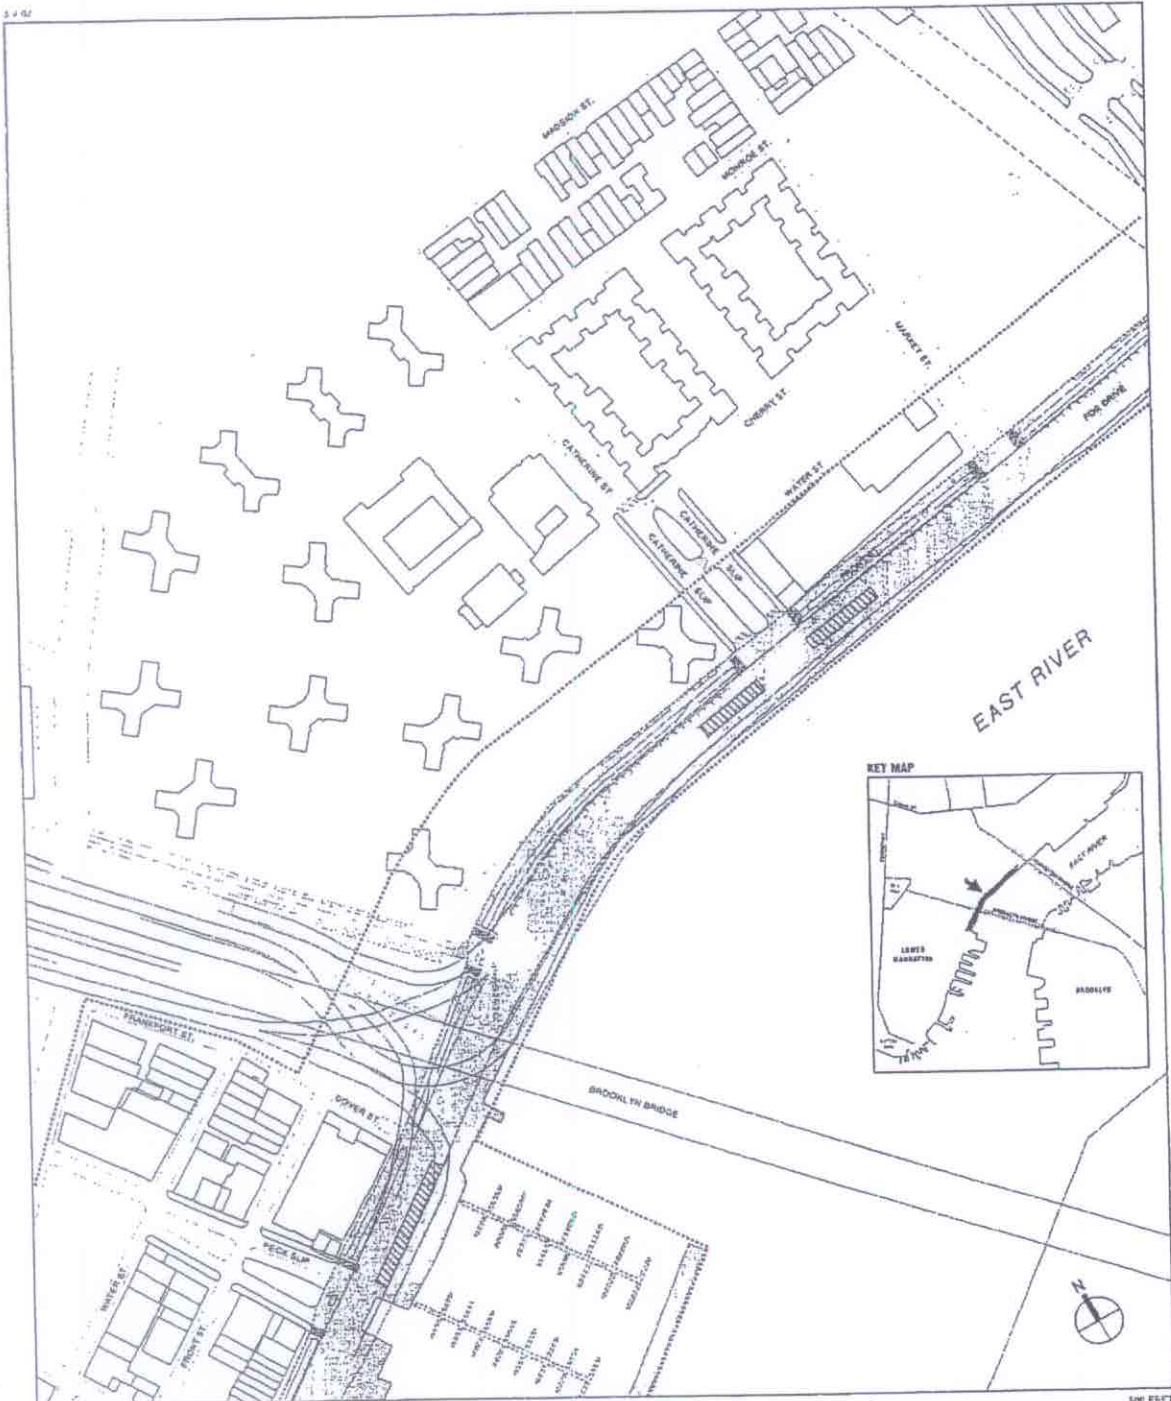 MADISON ST.
MONROE ST.
MARKET ST.
CHERRY ST.
FDR DRIVE
CATHERINE ST.
WATER ST.
CATHERINE
SLIP
CATHERINE
SLIP
EAST RIVER
KEY MAP
EAST RIVER
LOWER
MANHATTAN
BROOKLYN
FRANKFORT ST.
DOVER ST.
BROOKLYN BRIDGE
PECK SLIP
WATER ST.
FRONT ST.
N